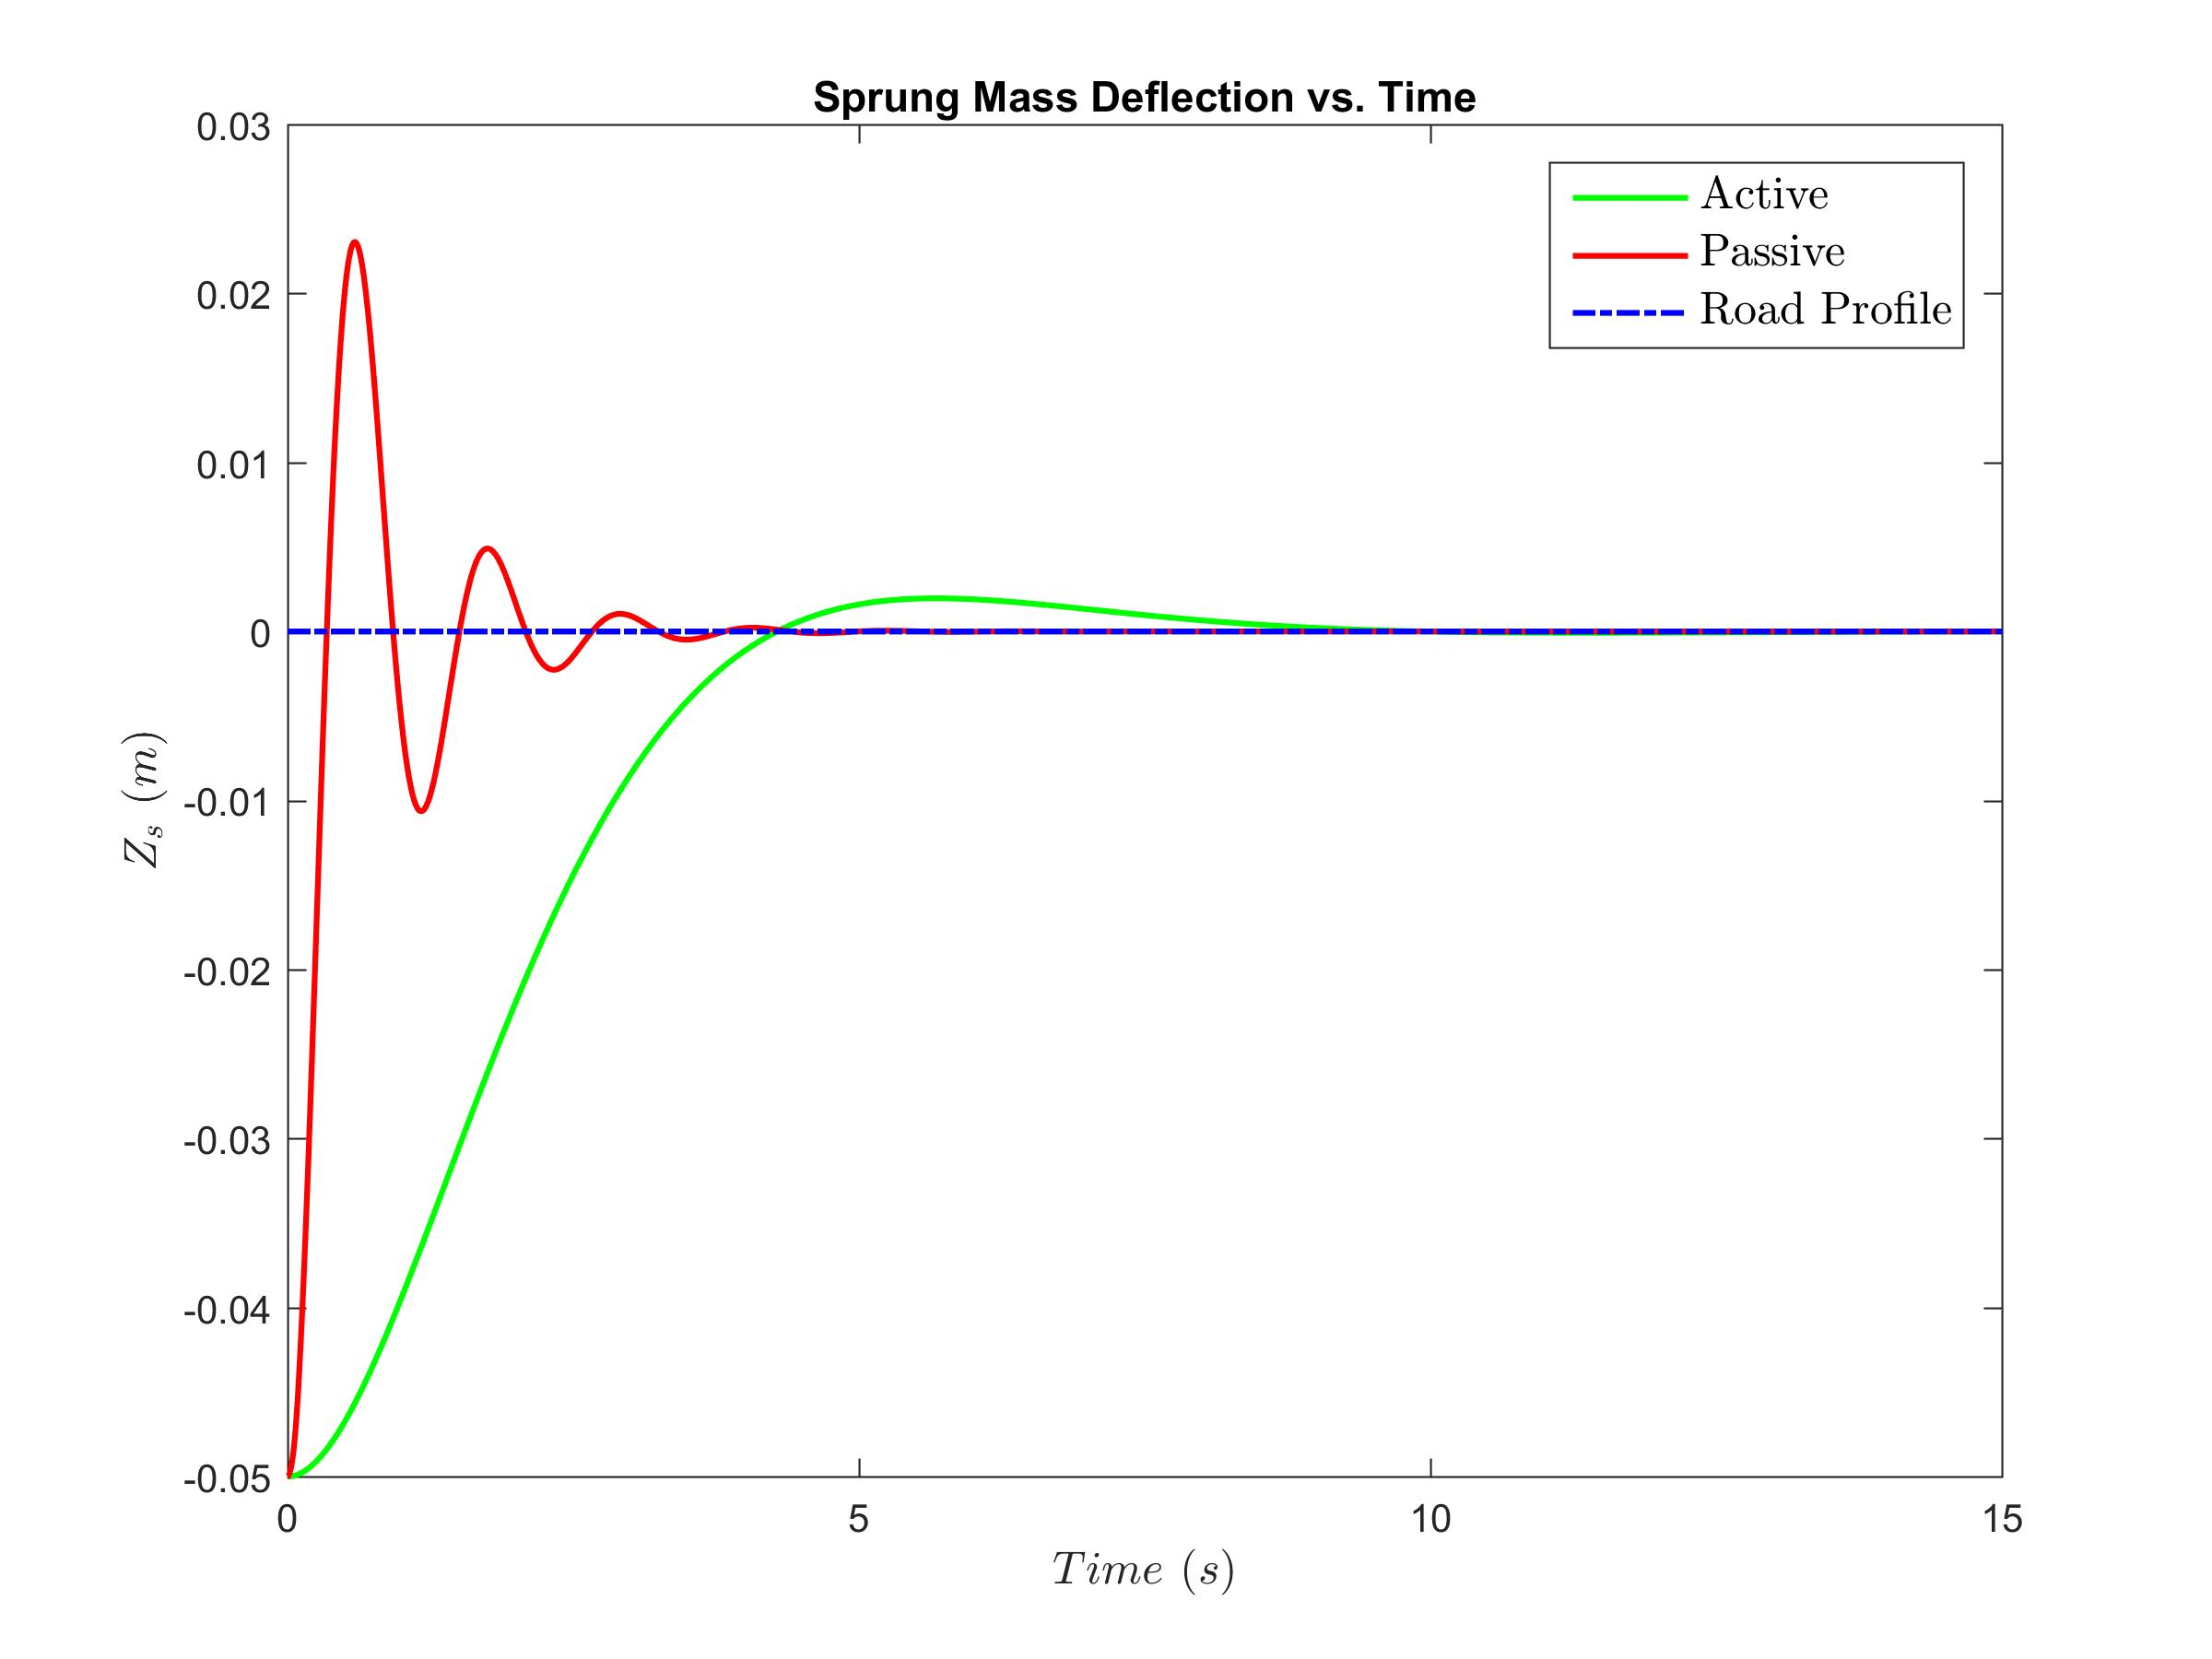 Sprung Mass Deflection vs. Time
0.03
0.02
0.01
0
-0.01
-0.02
-0.03
-0.04
-0.05
Z_s (m)
Active
Passive
Road Profile
0 5 10 15
Time (s)